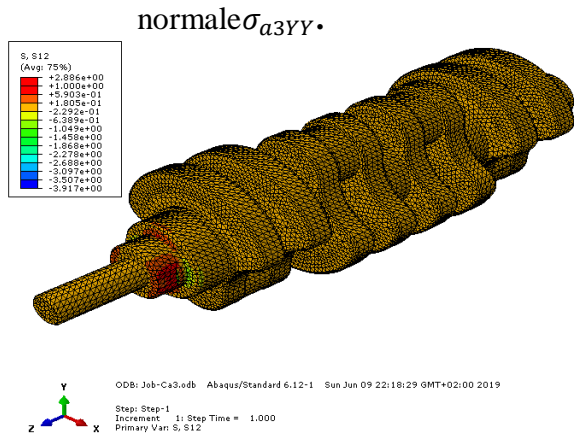 normaleσₐ₃YY.
S, S12
(Avg: 75%)
+2.886e+00
+1.000e+00
+5.903e-01
+1.805e-01
-2.292e-01
-6.389e-01
-1.049e+00
-1.458e+00
-1.868e+00
-2.278e+00
-2.688e+00
-3.097e+00
-3.507e+00
-3.917e+00
Y
Z
X
ODB: Job-Ca3.odb Abaqus/Standard 6.12-1 Sun Jun 09 22:18:29 GMT+02:00 2019
Step: Step-1
Increment 1: Step Time = 1.000
Primary Var: S, S12